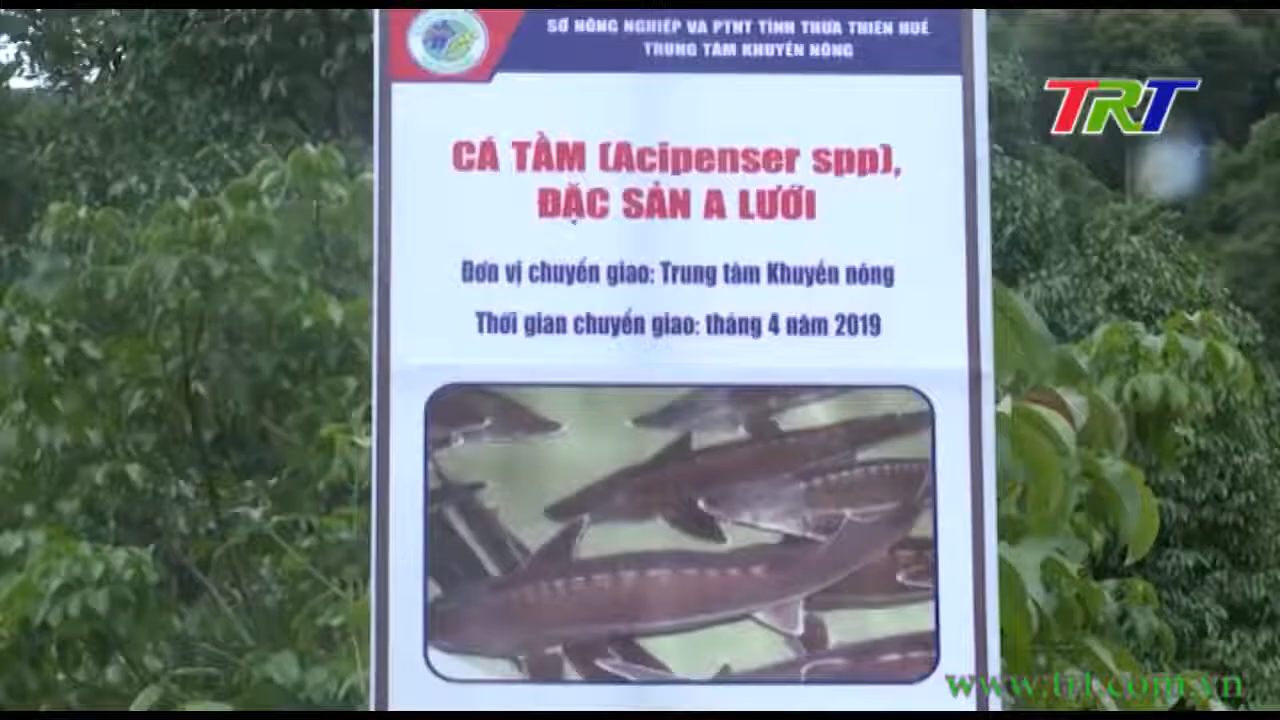 SỞ NÔNG NGHIỆP VÀ PTNT TỈNH THỪA THIÊN HUẾ
TRUNG TÂM KHUYẾN NÔNG
TRT
CÁ TẦM (Acipenser spp),
ĐẶC SẢN A LƯỚI
Đơn vị chuyển giao: Trung tâm Khuyến nông
Thời gian chuyển giao: tháng 4 năm 2019
www.trt.com.vn